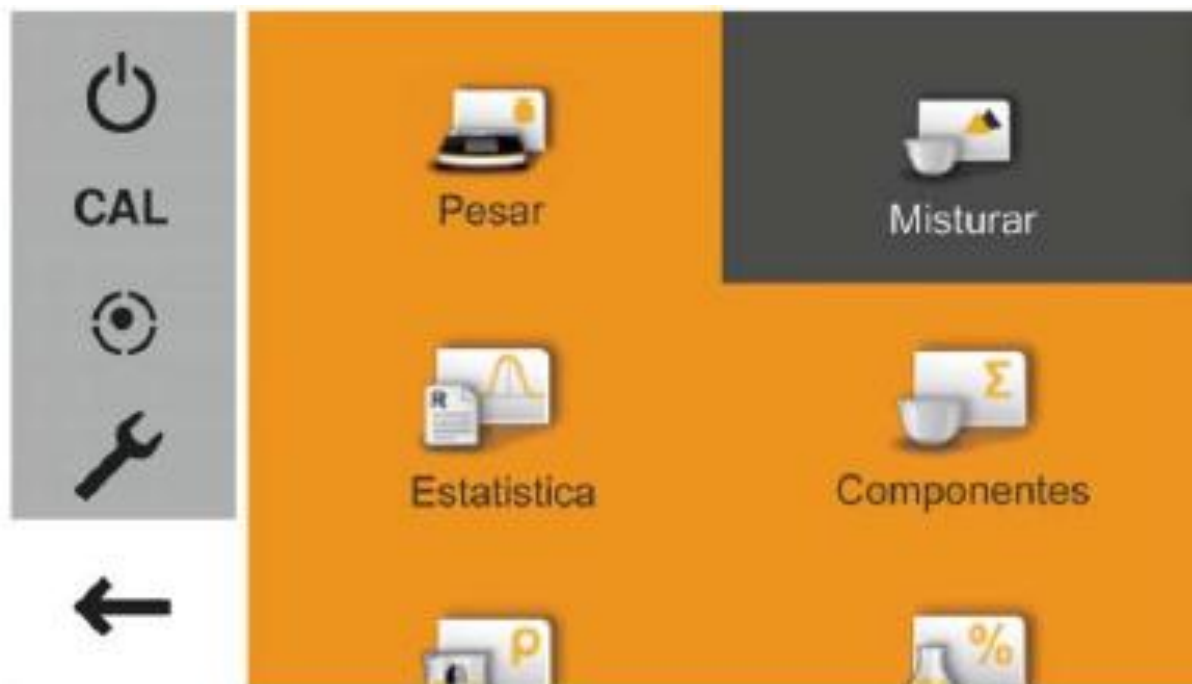 CAL
Pesar
Misturar
R
Σ
Estatistica
Componentes
ρ
%